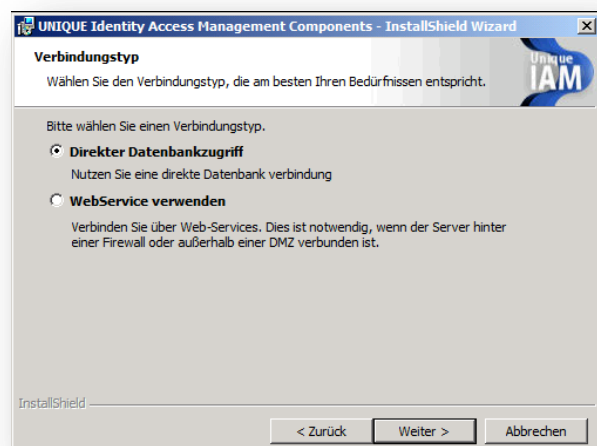 UNIQUE Identity Access Management Components - InstallShield Wizard
Verbindungstyp
Wählen Sie den Verbindungstyp, die am besten Ihren Bedürfnissen entspricht.
Unique
IAM
Bitte wählen Sie einen Verbindungstyp.
Direkter Datenbankzugriff
Nutzen Sie eine direkte Datenbank verbindung
WebService verwenden
Verbinden Sie über Web-Services. Dies ist notwendig, wenn der Server hinter
einer Firewall oder außerhalb einer DMZ verbunden ist.
InstallShield
< Zurück Weiter > Abbrechen